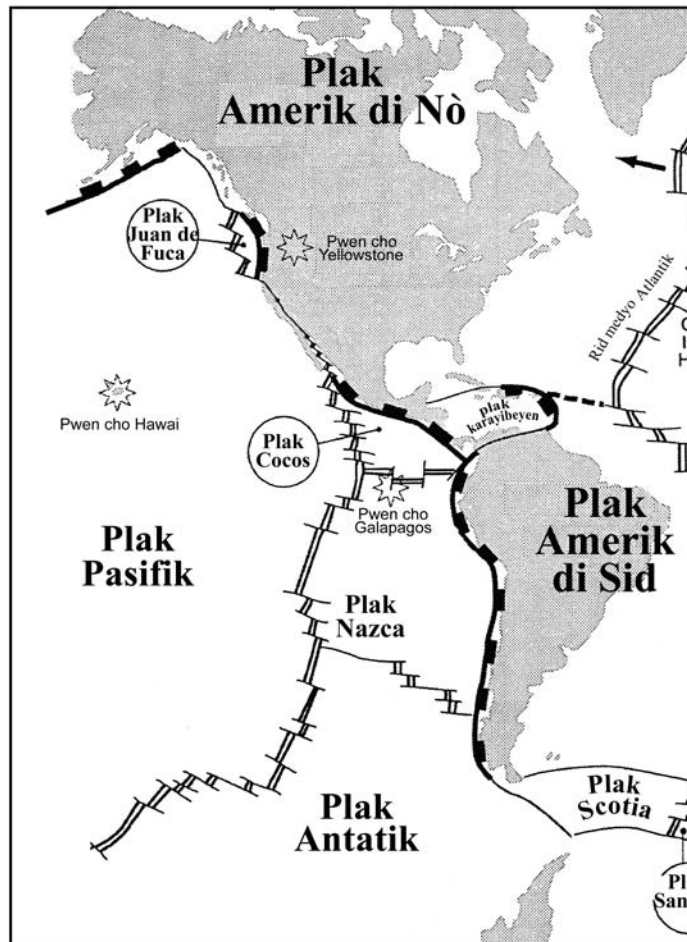 Plak
Amerik di Nò
Plak
Juan de
Fuca
Pwen cho
Yellowstone
Rid medyo Atlantik
Pwen cho Hawai
plak
karayibeyen
Plak
Cocos
Pwen cho
Galapagos
Plak
Pasifik
Plak
Amerik
di Sid
Plak
Nazca
Plak
Antatik
Plak
Scotia